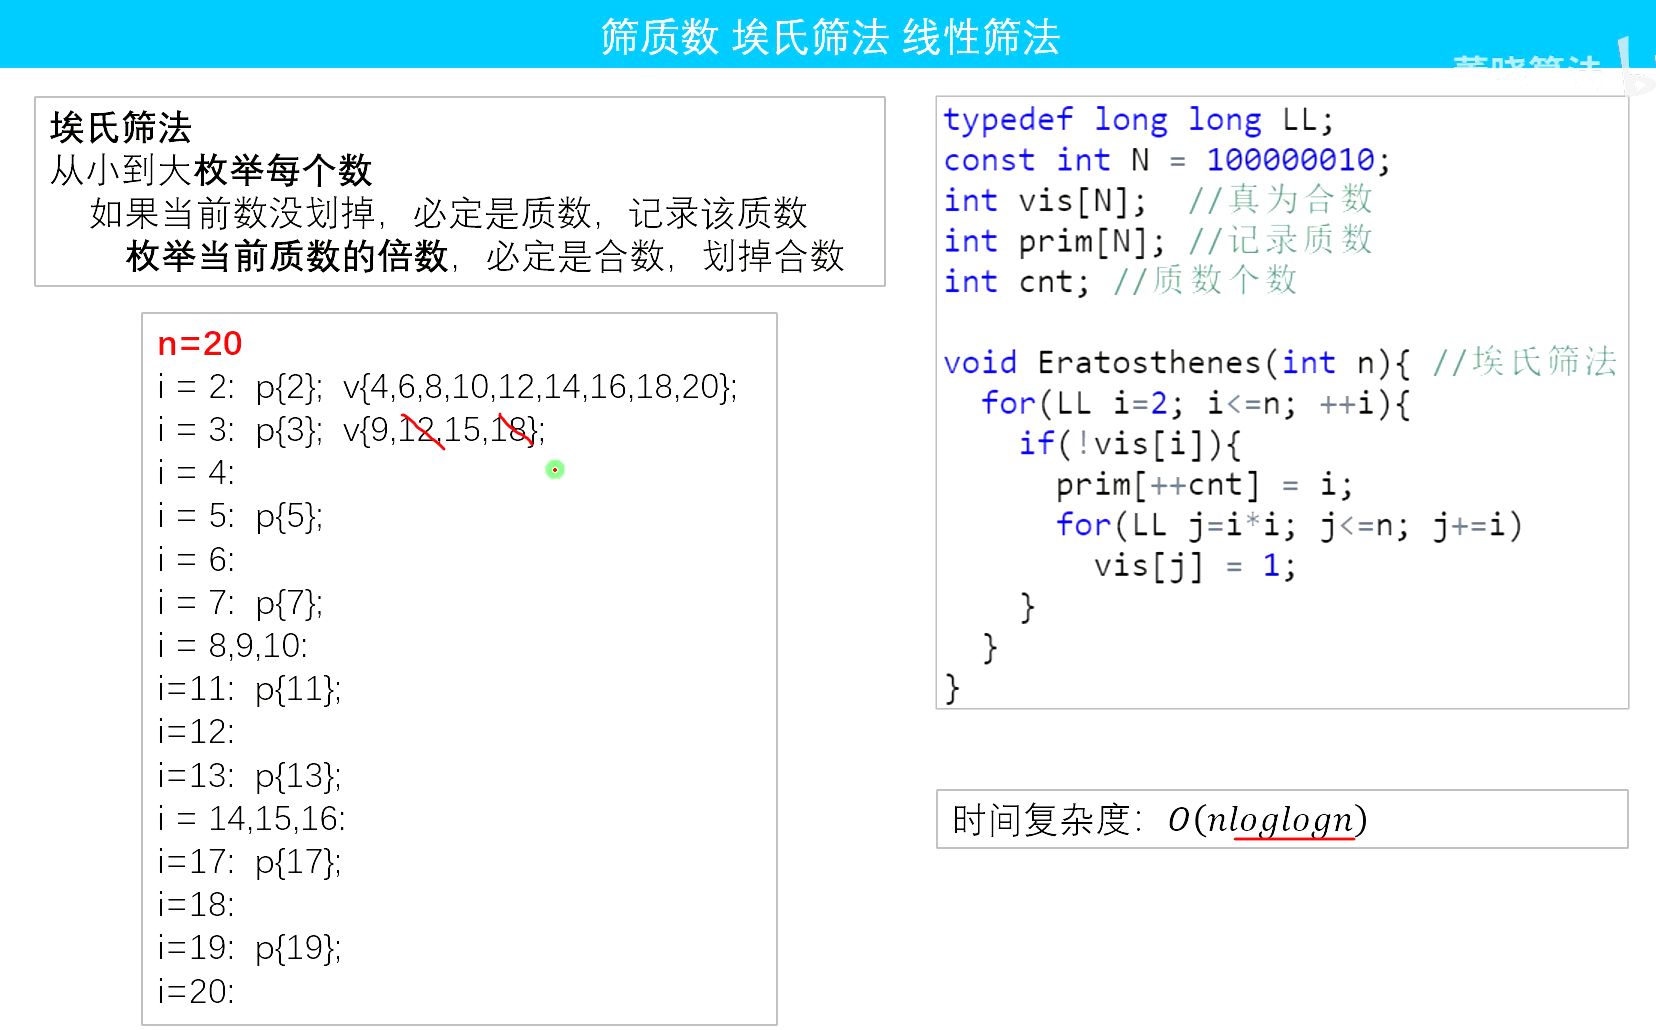 筛质数 埃氏筛法 线性筛法
董晓算法
埃氏筛法
从小到大枚举每个数
如果当前数没划掉，必定是质数，记录该质数
枚举当前质数的倍数，必定是合数，划掉合数
n=20
i = 2: p{2}; v{4,6,8,10,12,14,16,18,20};
i = 3: p{3}; v{9,12,15,18};
i = 4:
i = 5: p{5};
i = 6:
i = 7: p{7};
i = 8,9,10:
i=11: p{11};
i=12:
i=13: p{13};
i = 14,15,16:
i=17: p{17};
i=18:
i=19: p{19};
i=20:
typedef long long LL;
const int N = 100000010;
int vis[N]; //真为合数
int prim[N]; //记录质数
int cnt; //质数个数
void Eratosthenes(int n){ //埃氏筛法
for(LL i=2; i<=n; ++i){
if(!vis[i]){
prim[++cnt] = i;
for(LL j=i*i; j<=n; j+=i)
vis[j] = 1;
}
}
}
时间复杂度：O(nloglogn)